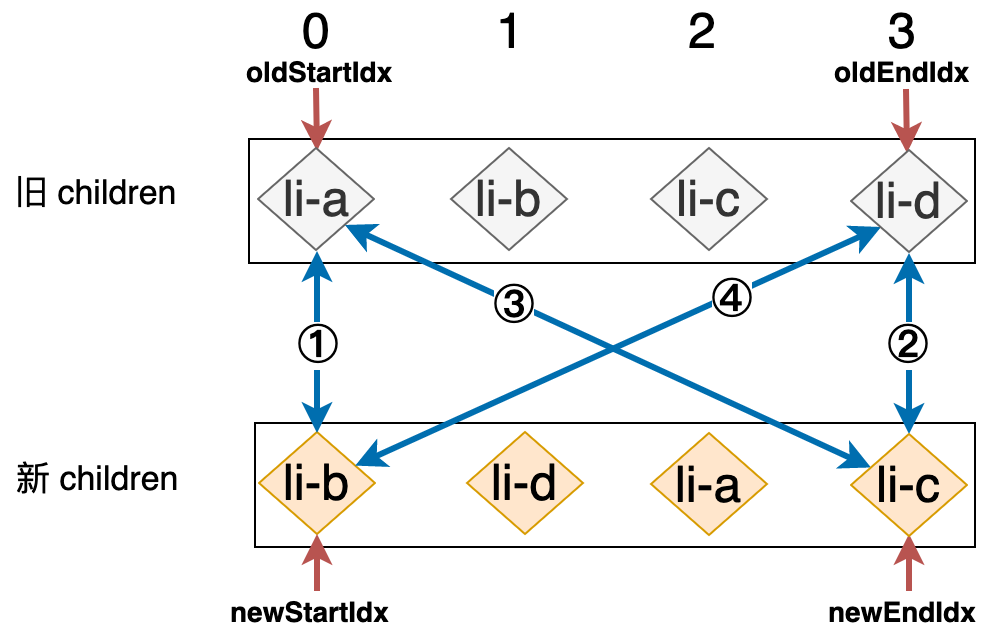 0 1 2 3
oldStartIdx oldEndIdx
旧 children li-a li-b li-c li-d
③ ④
① ②
新 children li-b li-d li-a li-c
newStartIdx newEndIdx